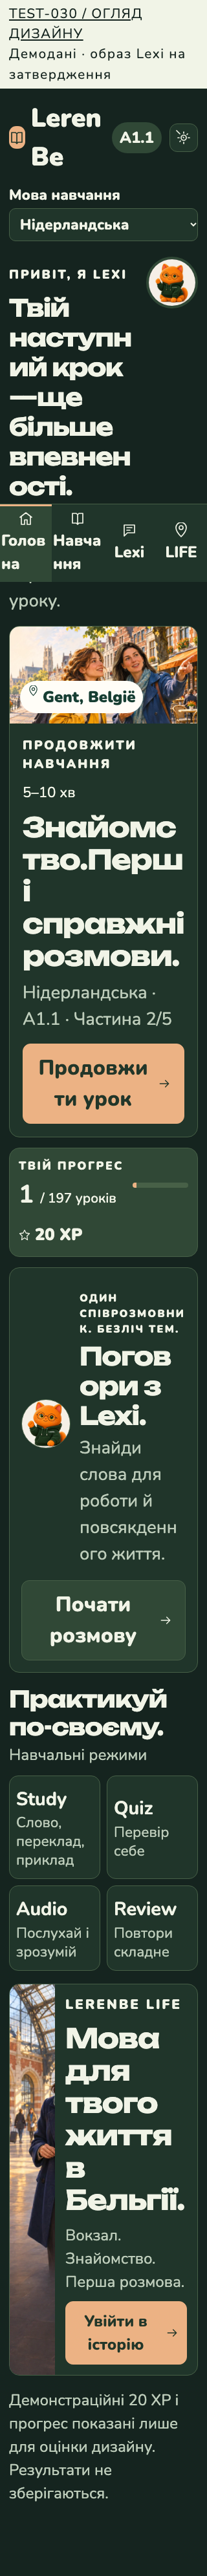 TEST-030 / ОГЛЯД
ДИЗАЙНУ
Демодані · образ Lexi на
затвердження
Leren
Be
A1.1
Мова навчання
Нідерландська
ПРИВІТ, Я LEXI
Твій
наступн
ий крок
—ще
більше
впевнен
ості.
Голов
на
Навча
ння
Lexi
LIFE
уроку.
Gent, België
ПРОДОВЖИТИ
НАВЧАННЯ
5–10 хв
Знайомс
тво.Перш
і
справжні
розмови.
Нідерландська ·
A1.1 · Частина 2/5
Продовжи
ти урок
ТВІЙ ПРОГРЕС
1 / 197 уроків
20 XP
ОДИН
СПІВРОЗМОВНИ
К. БЕЗЛІЧ ТЕМ.
Погов
ори з
Lexi.
Знайди
слова для
роботи й
повсякденн
ого життя.
Почати
розмову
Практикуй
по-своєму.
Навчальні режими
Study
Слово,
переклад,
приклад
Quiz
Перевір
себе
Audio
Послухай і
зрозумій
Review
Повтори
складне
LERENBE LIFE
Мова
для
твого
життя
в
Бельгії.
Вокзал.
Знайомство.
Перша розмова.
Увійти в
історію
Демонстраційні 20 XP і
прогрес показані лише
для оцінки дизайну.
Результати не
зберігаються.